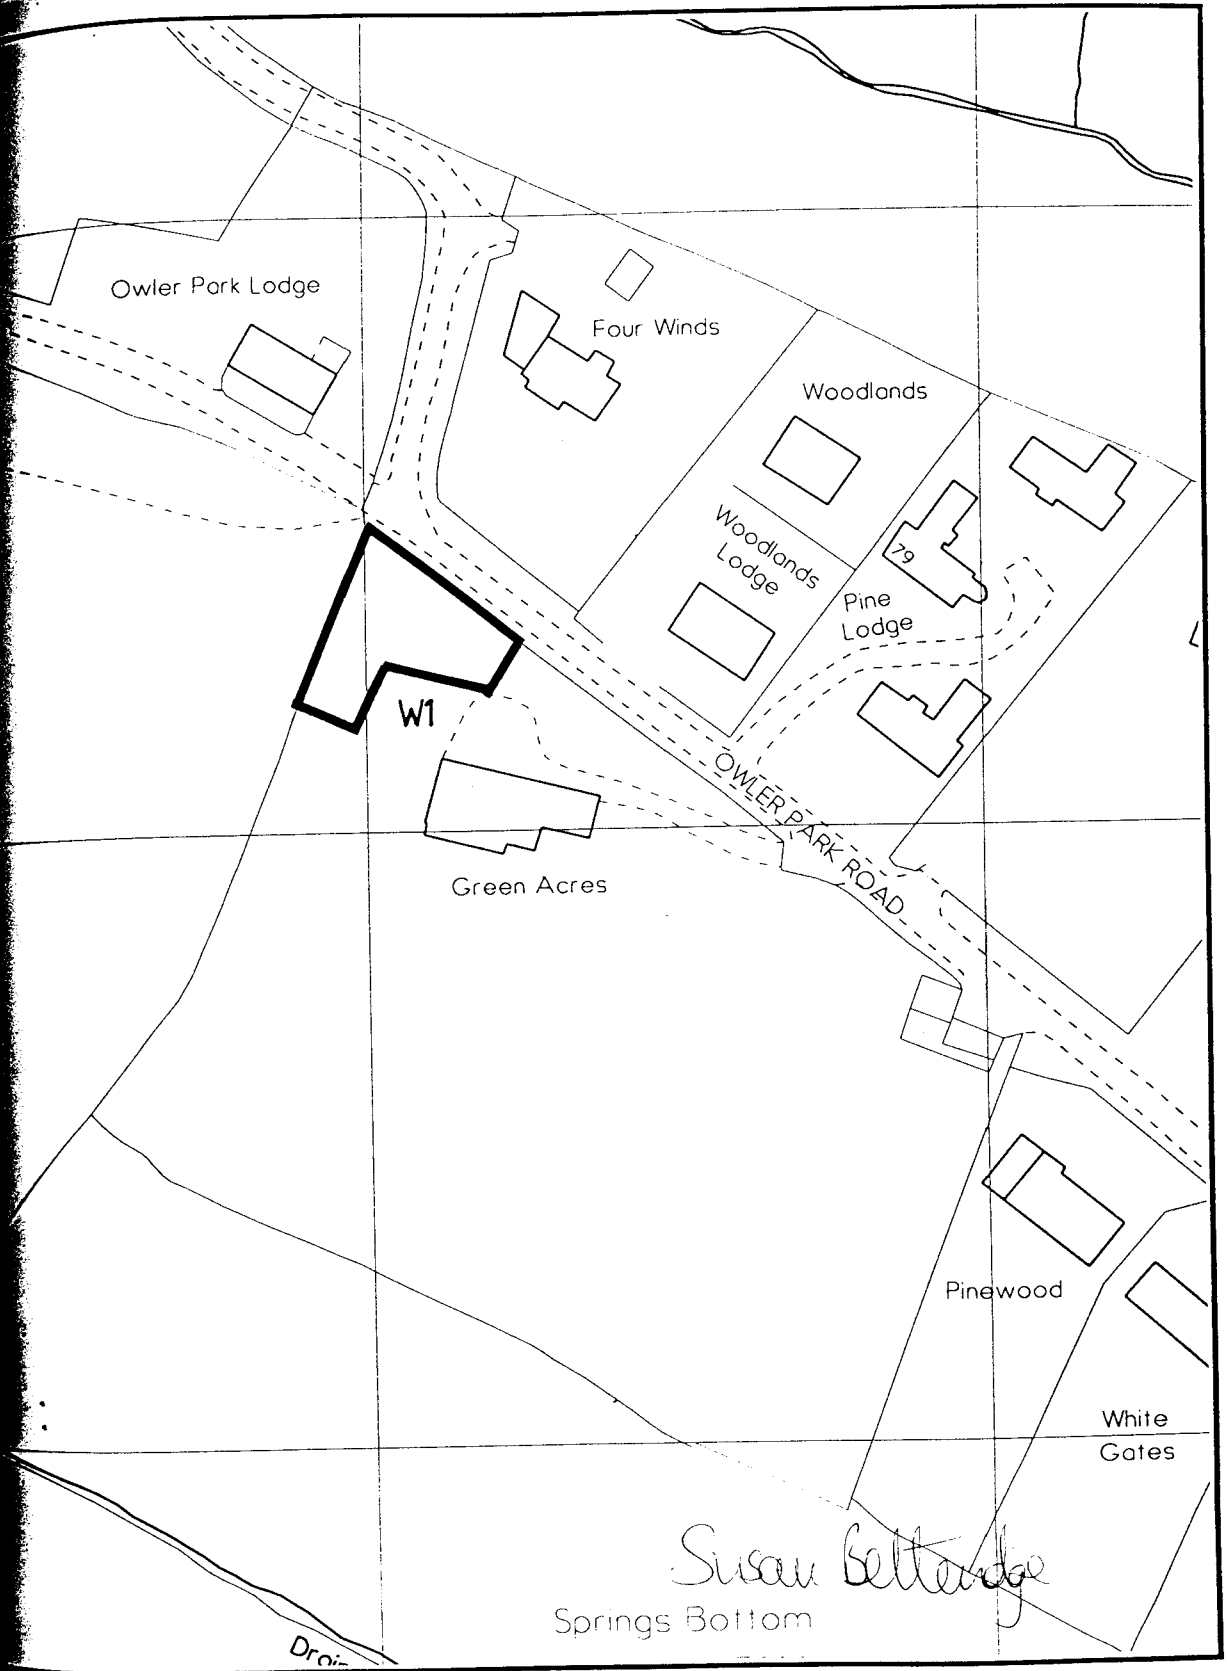 Owler Park Lodge
Four Winds
Woodlands
Woodlands
Lodge
79
Pine
Lodge
W1
OWLER PARK ROAD
Green Acres
Pinewood
White
Gates
Susan Betteridge
Springs Bottom